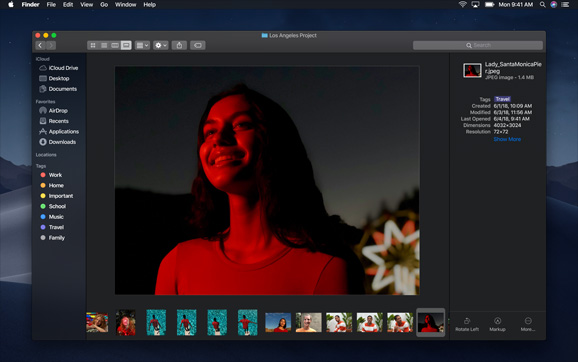 Finder File Edit View Go Window Help
Mon 9:41 AM
Los Angeles Project
Search
iCloud
iCloud Drive
Desktop
Documents
Favorites
AirDrop
Recents
Applications
Downloads
Locations
Tags
Work
Home
Important
School
Music
Travel
Family
Lady_SantaMonicaPie
r.jpeg
JPEG image - 1.4 MB
Tags Travel
Created 6/1/18, 10:09 AM
Modified 6/3/18, 11:56 AM
Last Opened 6/4/18, 9:41 AM
Dimensions 4032×3024
Resolution 72×72
Show More
Rotate Left Markup More...